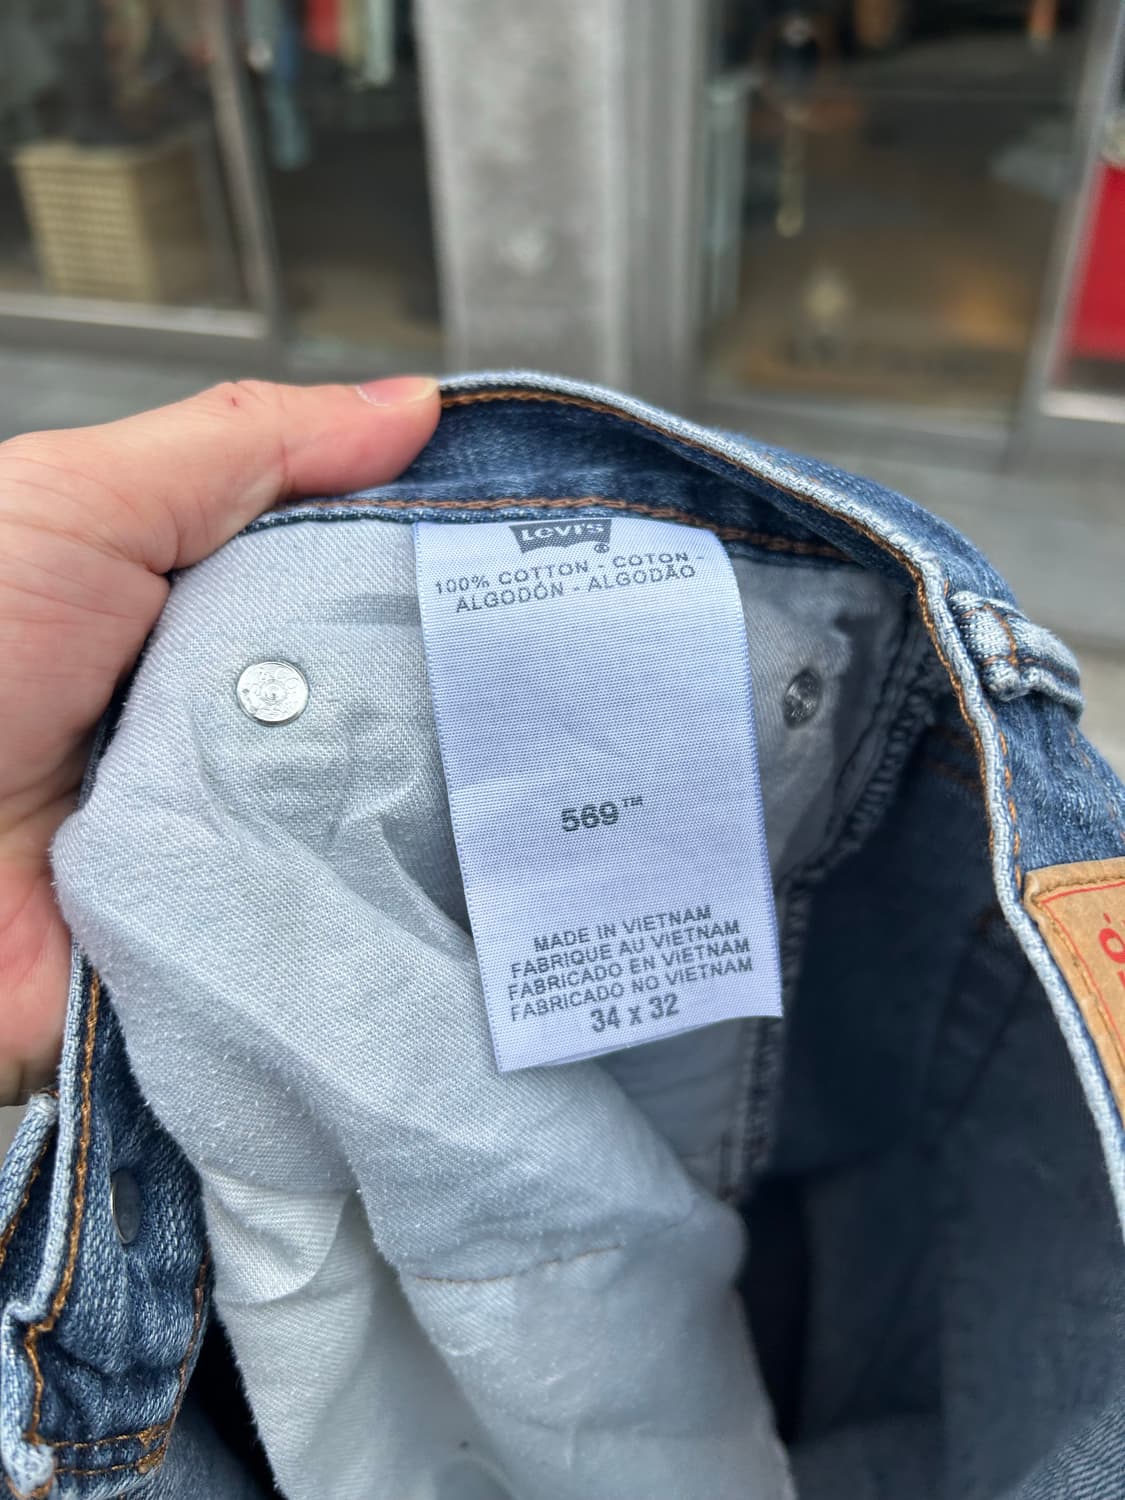 LEVI'S
®
100% COTTON - COTON -
ALGODÓN - ALGODÃO
569™
MADE IN VIETNAM
FABRIQUE AU VIETNAM
FABRICADO EN VIETNAM
FABRICADO NO VIETNAM
34 x 32